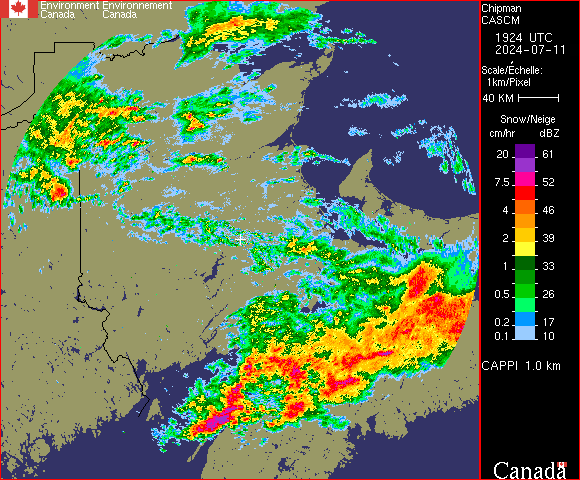 Environment Environnement
Canada Canada
Chipman
CASCM
1924 UTC
2024-07-11
Scale/Échelle:
1km/Pixel
40 KM
Snow/Neige
cm/hr dBZ
20 61
7.5 52
4 46
2 39
1 33
0.5 26
0.2 17
0.1 10
CAPPI 1.0 km
Canada